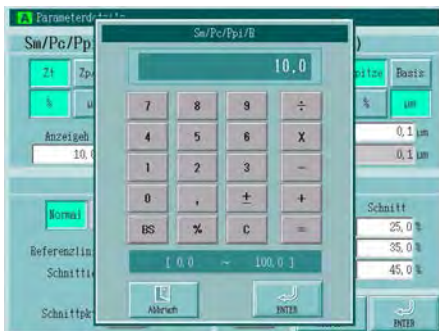 A Parameterdetails
Sm/Pc/Ppi/R
Sm/Pc/Pp )
10,0
Zt Zp/ pitze Basis
% µ % µm
Anzeigeh 0,1 µm
10,0 0,1 µm
7 8 9 ÷
4 5 6 X
1 2 3 −
0 , ± +
BS % C =
[ 0,0 ~ 100,0 ]
Abbruch ENTER
Normal Schnitt
25,0 %
Referenzlin 35,0 %
Schnittie 45,0 %
Schnittpk
ENTER